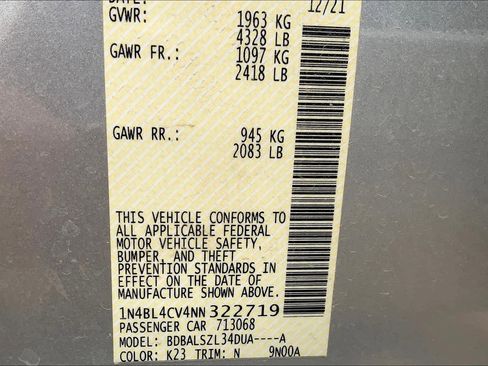 DATE: 12/21
GVWR: 1963 KG
4328 LB
GAWR FR.: 1097 KG
2418 LB
GAWR RR.: 945 KG
2083 LB
THIS VEHICLE CONFORMS TO
ALL APPLICABLE FEDERAL
MOTOR VEHICLE SAFETY,
BUMPER, AND THEFT
PREVENTION STANDARDS IN
EFFECT ON THE DATE OF
MANUFACTURE SHOWN ABOVE.
1N4BL4CV4NN322719
PASSENGER CAR 713068
MODEL: BDBALSZL34DUA----A
COLOR: K23 TRIM: N 9N00A